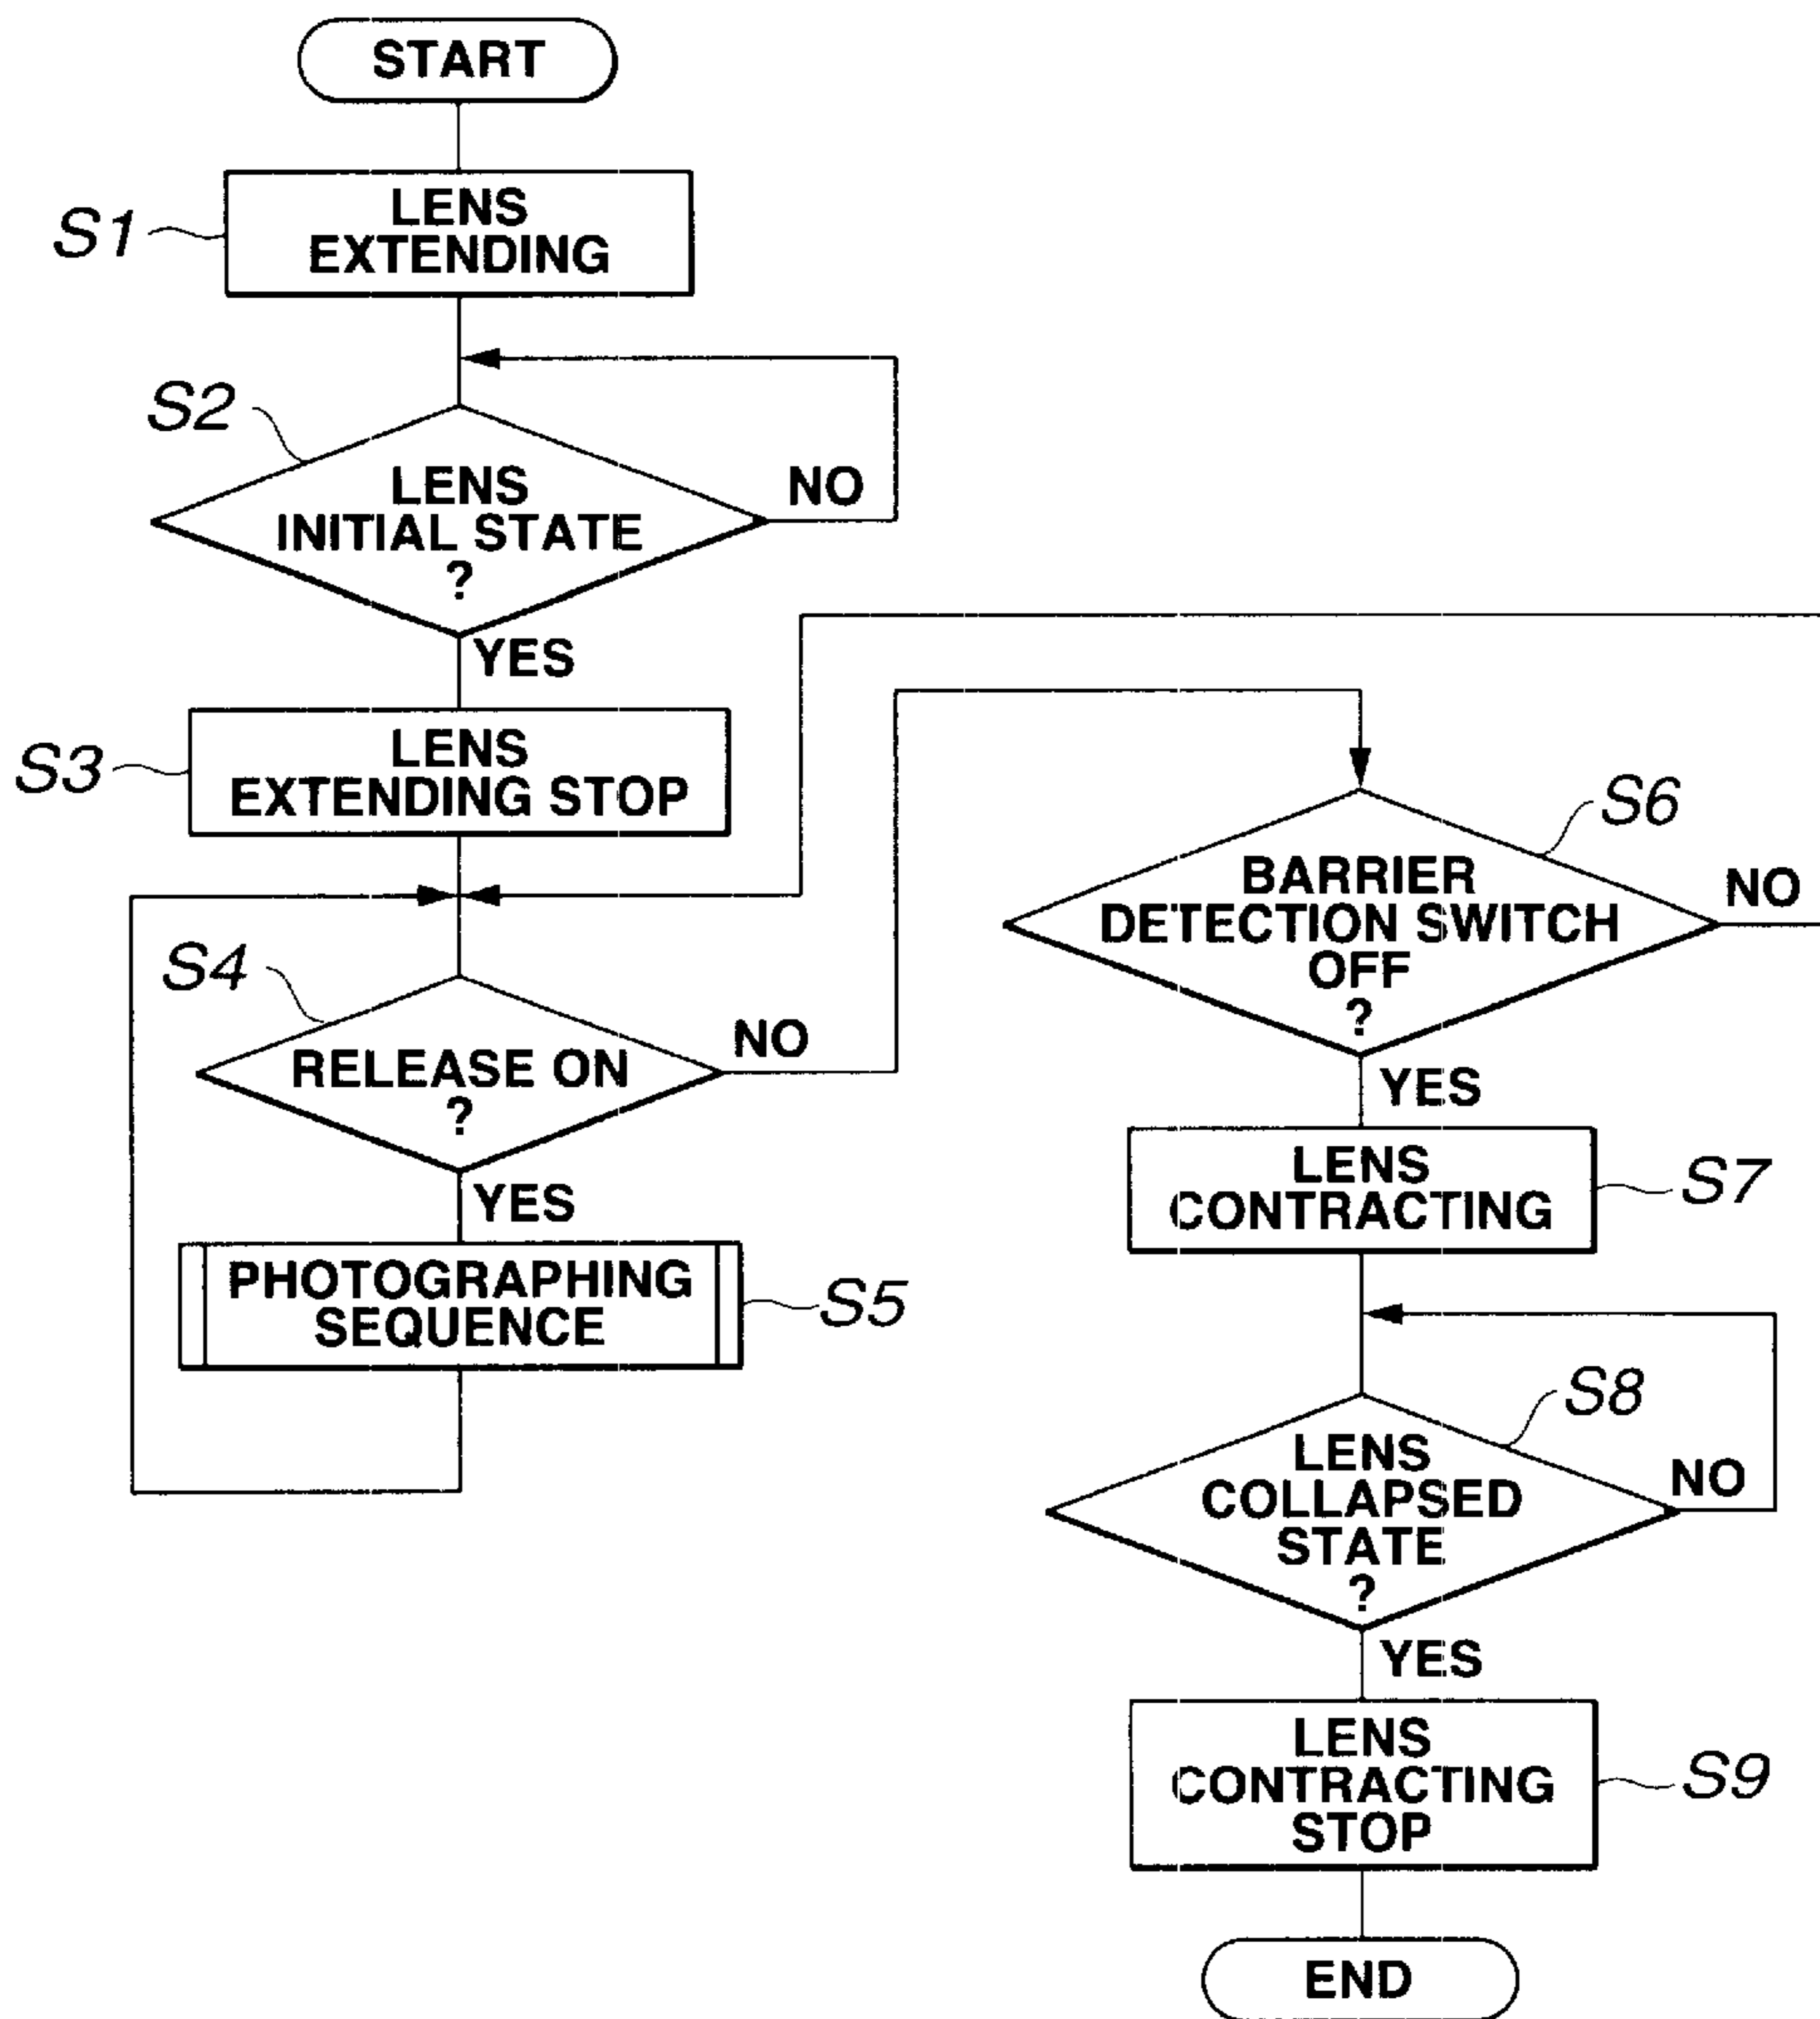 START
S1
LENS
EXTENDING
S2
LENS
INITIAL STATE
?
NO
YES
S3
LENS
EXTENDING STOP
S4
RELEASE ON
?
NO
YES
PHOTOGRAPHING
SEQUENCE
S5
S6
BARRIER
DETECTION SWITCH
OFF
?
NO
YES
LENS
CONTRACTING
S7
S8
LENS
COLLAPSED
STATE
?
NO
YES
LENS
CONTRACTING
STOP
S9
END